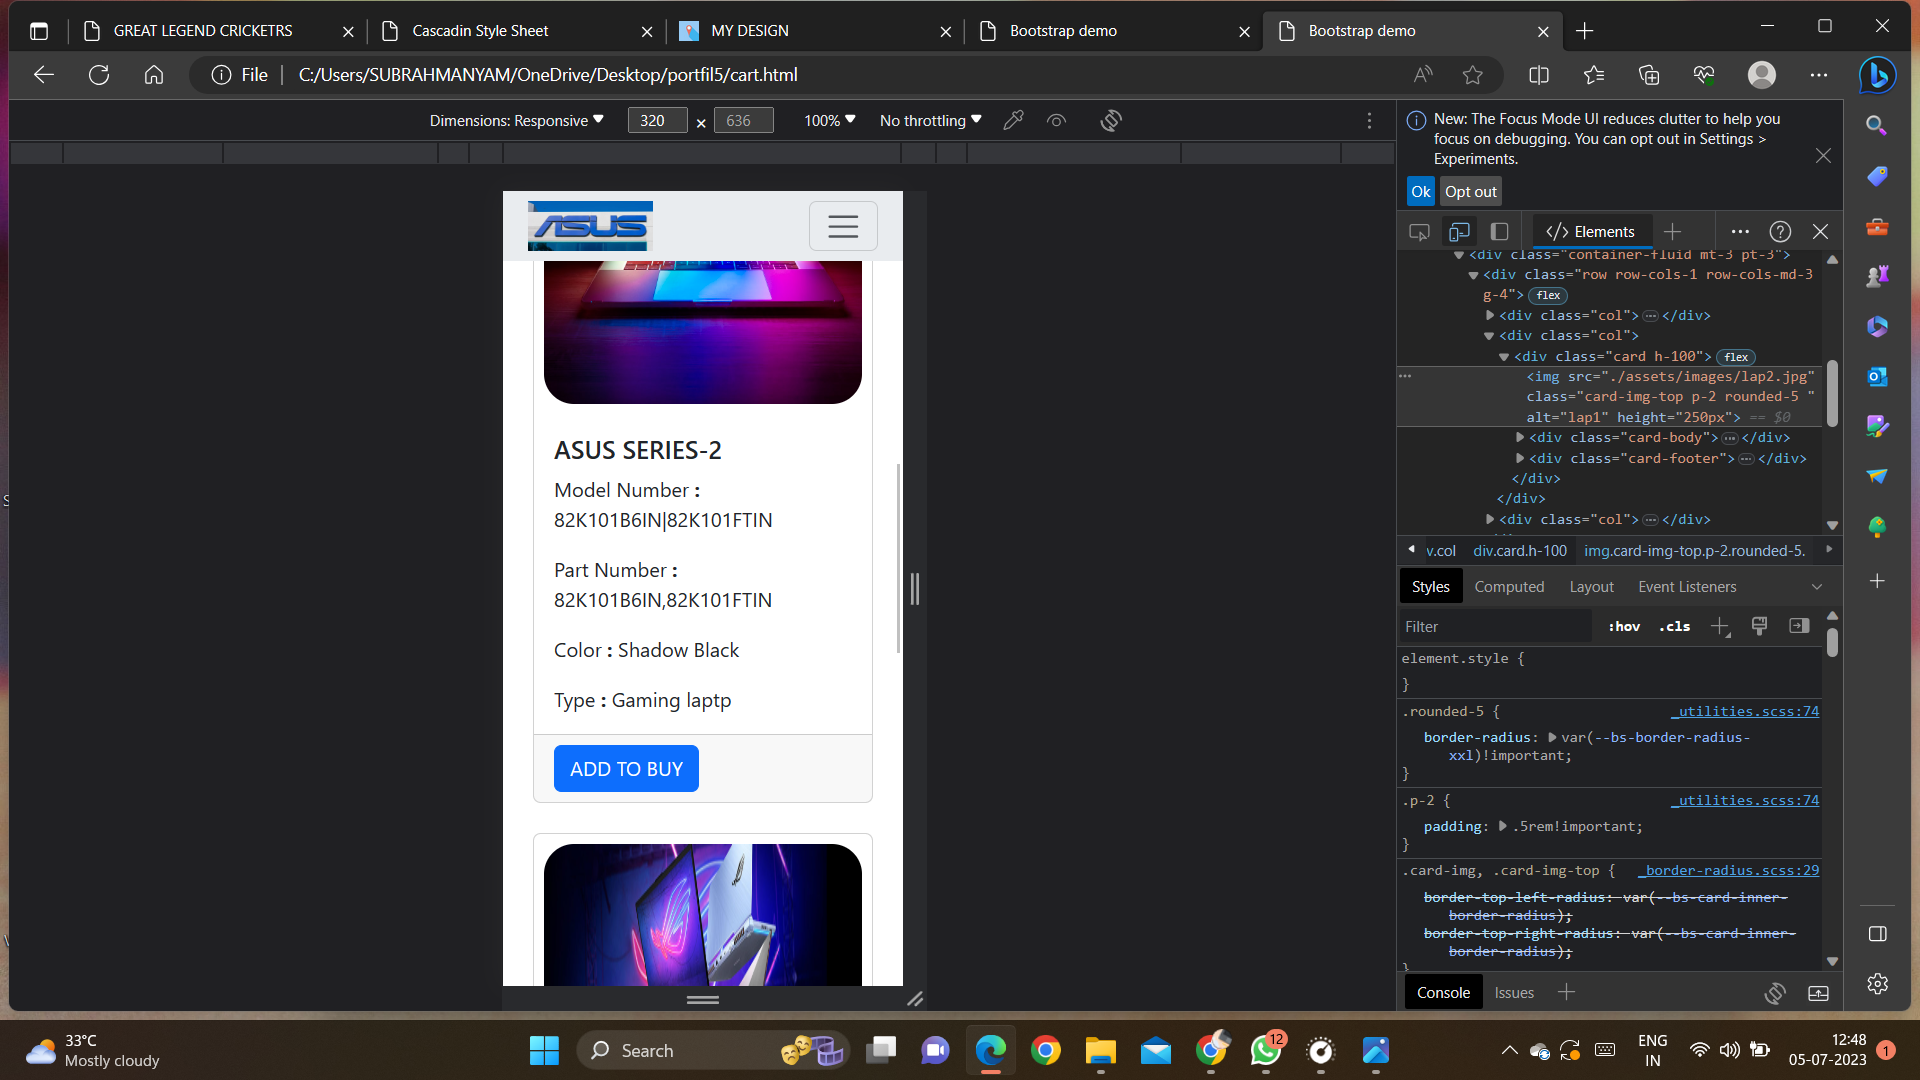 GREAT LEGEND CRICKETRS
Cascadin Style Sheet
MY DESIGN
Bootstrap demo
Bootstrap demo
File
C:/Users/SUBRAHMANYAM/OneDrive/Desktop/portfil5/cart.html
Dimensions: Responsive
320 × 636
100%
No throttling
New: The Focus Mode UI reduces clutter to help you
focus on debugging. You can opt out in Settings >
Experiments.
Ok
Opt out
Elements
ASUS
ASUS SERIES-2
Model Number :
82K101B6IN|82K101FTIN
Part Number :
82K101B6IN,82K101FTIN
Color : Shadow Black
Type : Gaming laptp
ADD TO BUY
<div class="container-fluid mt-3 pt-3">
<div class="row row-cols-1 row-cols-md-3
g-4"> flex
<div class="col"> ⋯ </div>
<div class="col">
<div class="card h-100"> flex
<img src="./assets/images/lap2.jpg"
class="card-img-top p-2 rounded-5 "
alt="lap1" height="250px"> == $0
<div class="card-body"> ⋯ </div>
<div class="card-footer"> ⋯ </div>
</div>
</div>
<div class="col"> ⋯ </div>
v.col div.card.h-100 img.card-img-top.p-2.rounded-5.
Styles Computed Layout Event Listeners
Filter :hov .cls
element.style {
}
.rounded-5 { _utilities.scss:74
border-radius: var(--bs-border-radius-
xxl)!important;
}
.p-2 { _utilities.scss:74
padding: .5rem!important;
}
.card-img, .card-img-top { _border-radius.scss:29
border-top-left-radius: var(--bs-card-inner-
border-radius);
border-top-right-radius: var(--bs-card-inner-
border-radius);
}
Console Issues
33°C
Mostly cloudy
Search
12
ENG
IN
12:48
05-07-2023
1